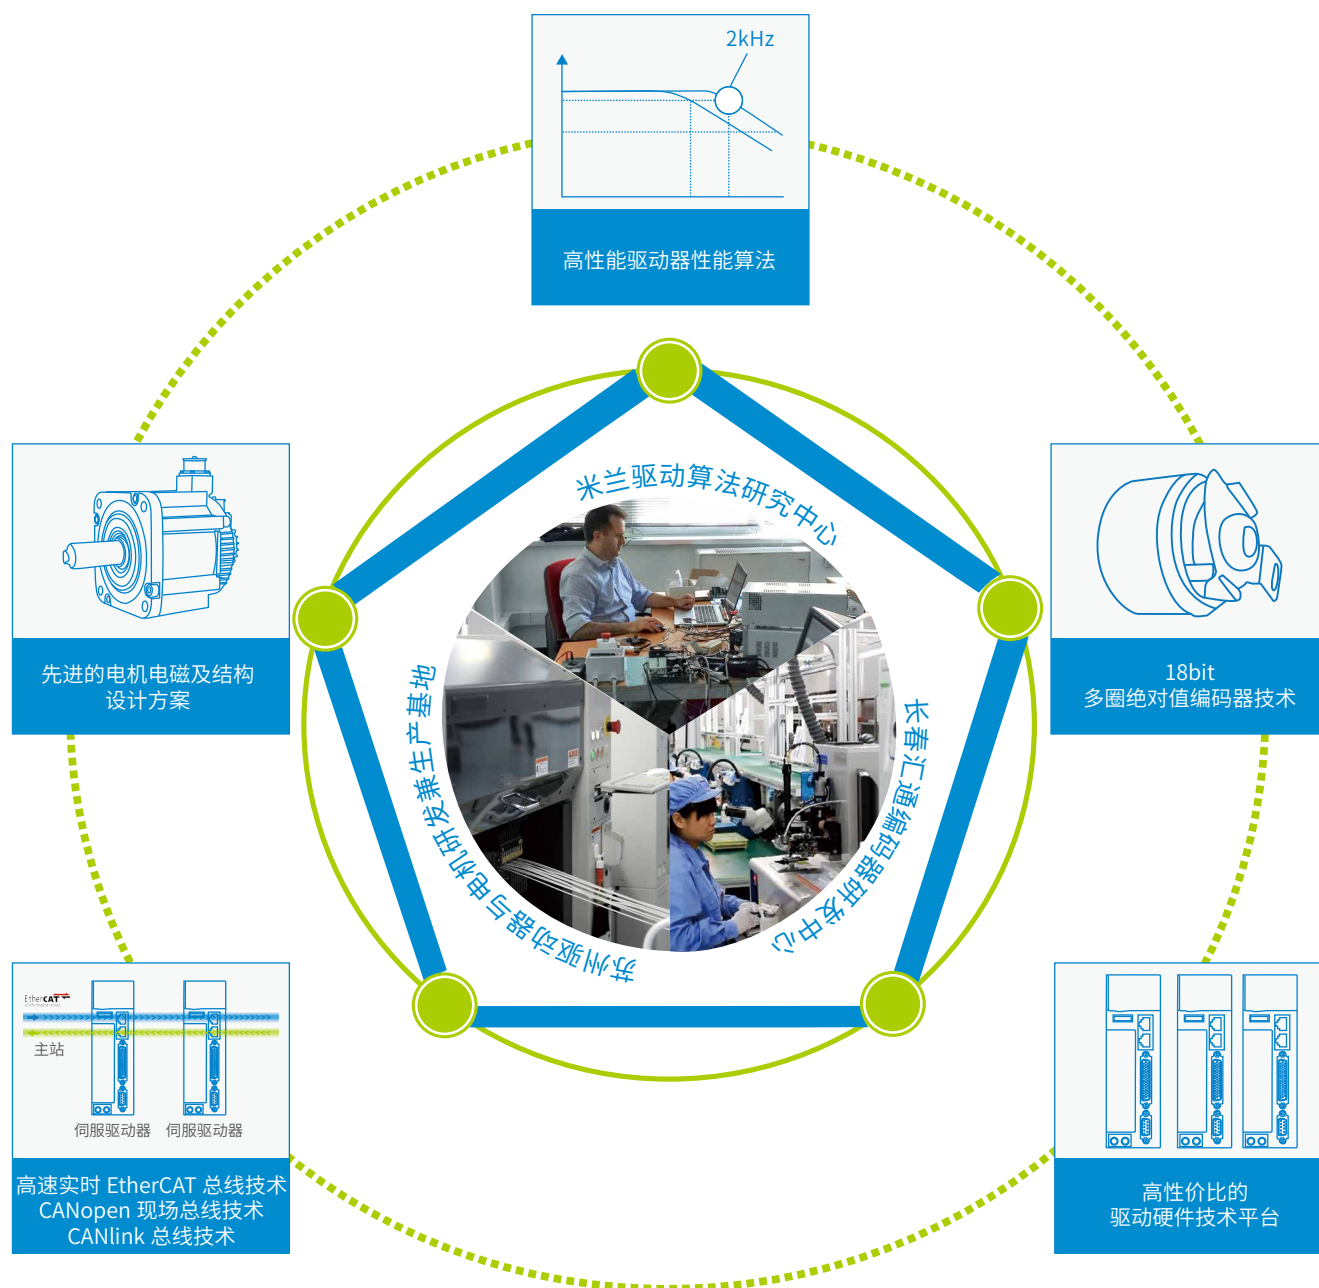 2kHz
高性能驱动器性能算法
米兰驱动算法研究中心
先进的电机电磁及结构
设计方案
18bit
多圈绝对值编码器技术
苏州驱动器与电机研发兼生产基地
长春汇通编码器研发中心
EtherCAT
主站
伺服驱动器
伺服驱动器
高速实时 EtherCAT 总线技术
CANopen 现场总线技术
CANlink 总线技术
高性价比的
驱动硬件技术平台